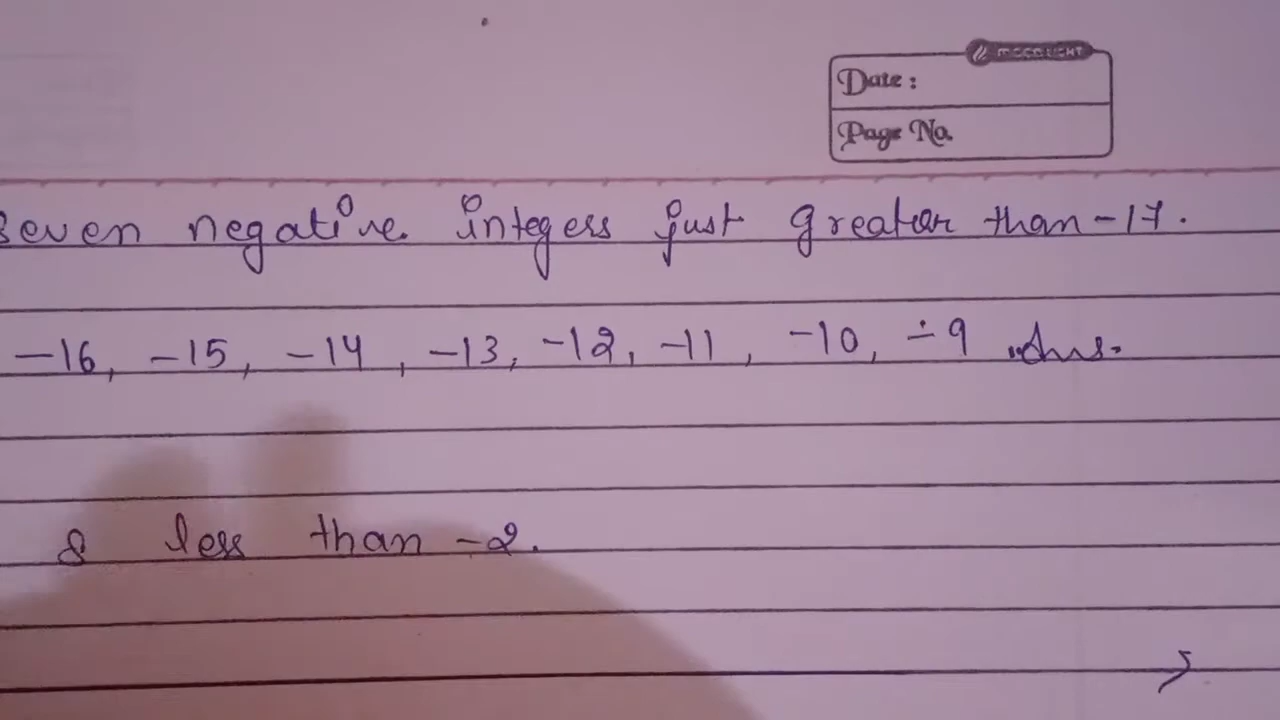 MOONLIGHT
Date :
Page No.
Seven negative integers just greater than -17.
-16, -15, -14, -13, -12, -11, -10, -9 Ans.
8 less than -2.